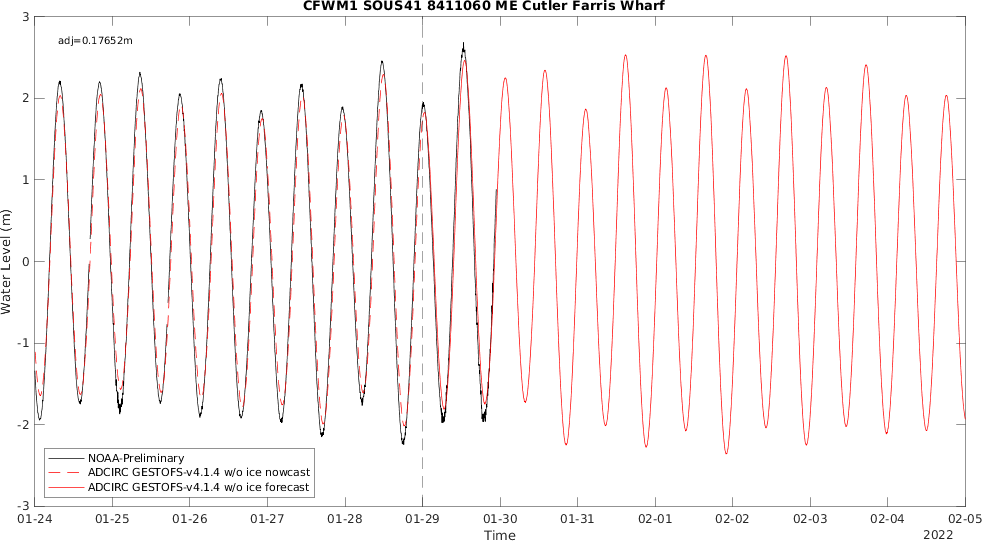 CFWM1 SOUS41 8411060 ME Cutler Farris Wharf
adj=0.17652m
3
2
1
-0
-1
-2
-3
Water Level (m)
NOAA-Preliminary
ADCIRC GESTOFS-v4.1.4 w/o ice nowcast
ADCIRC GESTOFS-v4.1.4 w/o ice forecast
01-24 01-25 01-26 01-27 01-28 01-29 01-30 01-31 02-01 02-02 02-03 02-04 02-05
Time
2022